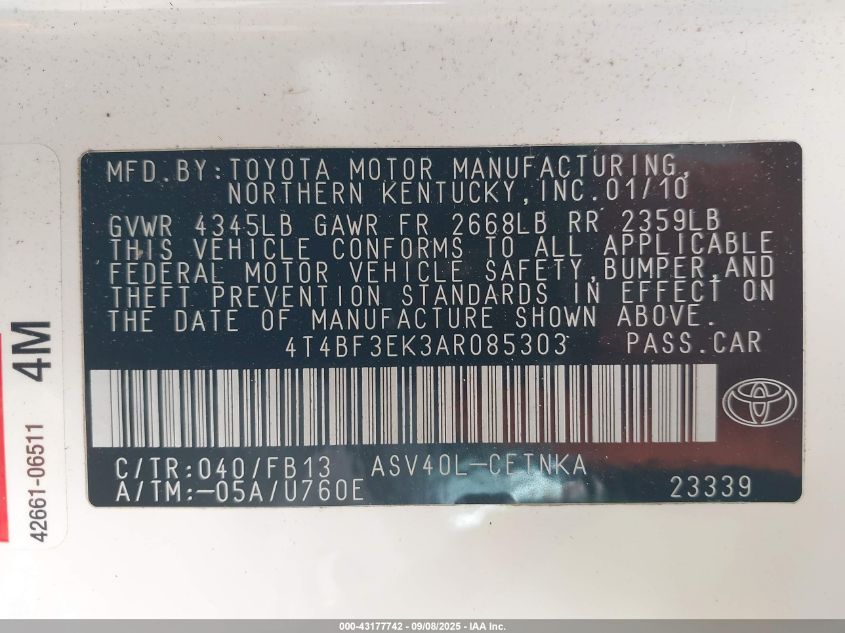 MFD.BY:TOYOTA MOTOR MANUFACTURING,
NORTHERN KENTUCKY,INC.01/10
GVWR 4345LB GAWR FR 2668LB RR 2359LB
THIS VEHICLE CONFORMS TO ALL APPLICABLE
FEDERAL MOTOR VEHICLE SAFETY,BUMPER,AND
THEFT PREVENTION STANDARDS IN EFFECT ON
THE DATE OF MANUFACTURE SHOWN ABOVE.
4T4BF3EK3AR085303 PASS.CAR
C/TR:040/FB13 ASV40L-CETNKA
A/TM:-05A/U760E 23339
42661-06511 4M
000-43177742 - 09/08/2025 - IAA Inc.